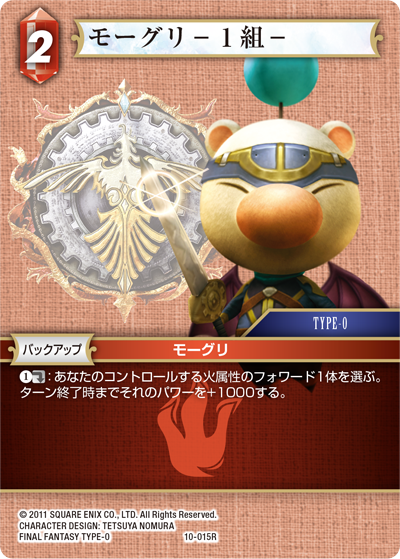 2
モーグリ－１組－
TYPE-0
バックアップ
モーグリ
1：あなたのコントロールする火属性のフォワード1体を選ぶ。
ターン終了時までそれのパワーを+1000する。
© 2011 SQUARE ENIX CO., LTD. All Rights Reserved.
CHARACTER DESIGN: TETSUYA NOMURA
FINAL FANTASY TYPE-0
10-015R